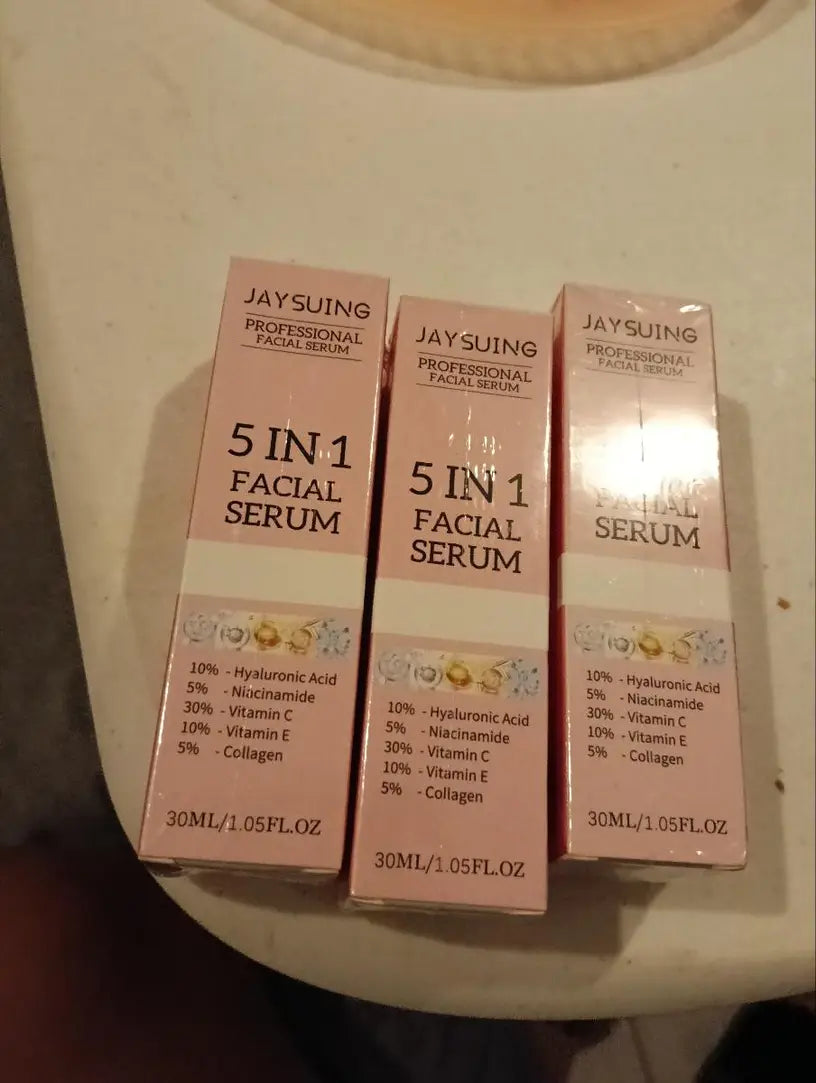 JAYSUING
PROFESSIONAL
FACIAL SERUM
5 IN 1
FACIAL
SERUM
10% - Hyaluronic Acid
5% - Niacinamide
30% - Vitamin C
10% - Vitamin E
5% - Collagen
30ML/1.05FL.OZ
JAYSUING
PROFESSIONAL
FACIAL SERUM
5 IN 1
FACIAL
SERUM
10% - Hyaluronic Acid
5% - Niacinamide
30% - Vitamin C
10% - Vitamin E
5% - Collagen
30ML/1.05FL.OZ
JAYSUING
PROFESSIONAL
FACIAL SERUM
FACIAL
SERUM
10% - Hyaluronic Acid
5% - Niacinamide
30% - Vitamin C
10% - Vitamin E
5% - Collagen
30ML/1.05FL.OZ